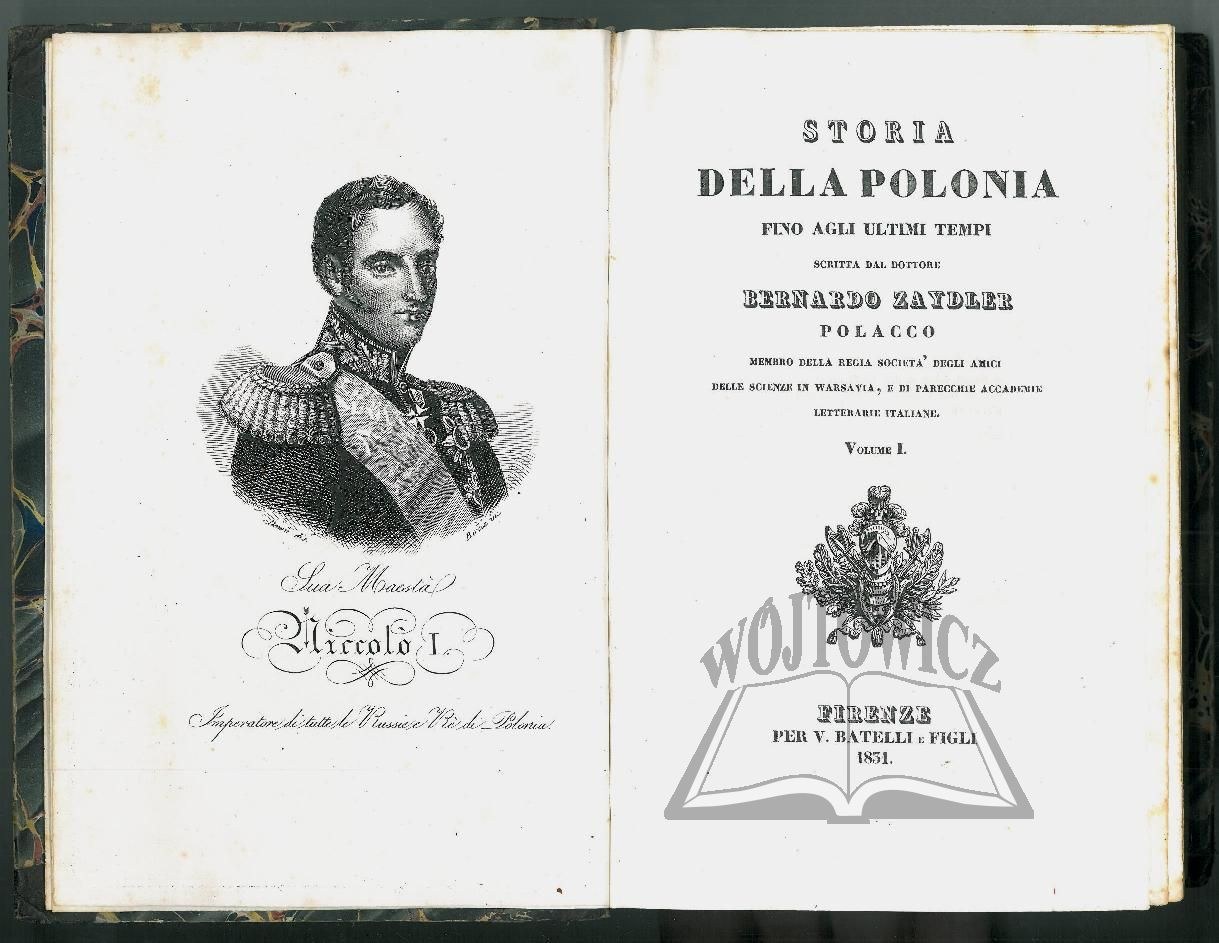 Sua Maestà
Niccolò I.
Imperatore di tutte le Russie e Rè di Polonia.
STORIA
DELLA POLONIA
FINO AGLI ULTIMI TEMPI
SCRITTA DAL DOTTORE
BERNARDO ZAYDLER
POLACCO
MEMBRO DELLA REGIA SOCIETA' DEGLI AMICI
DELLE SCIENZE IN WARSAVIA, E DI PARECCHIE ACCADEMIE
LETTERARIE ITALIANE.
VOLUME I.
WÓJTOWICZ
FIRENZE
PER V. BATELLI E FIGLI
1831.